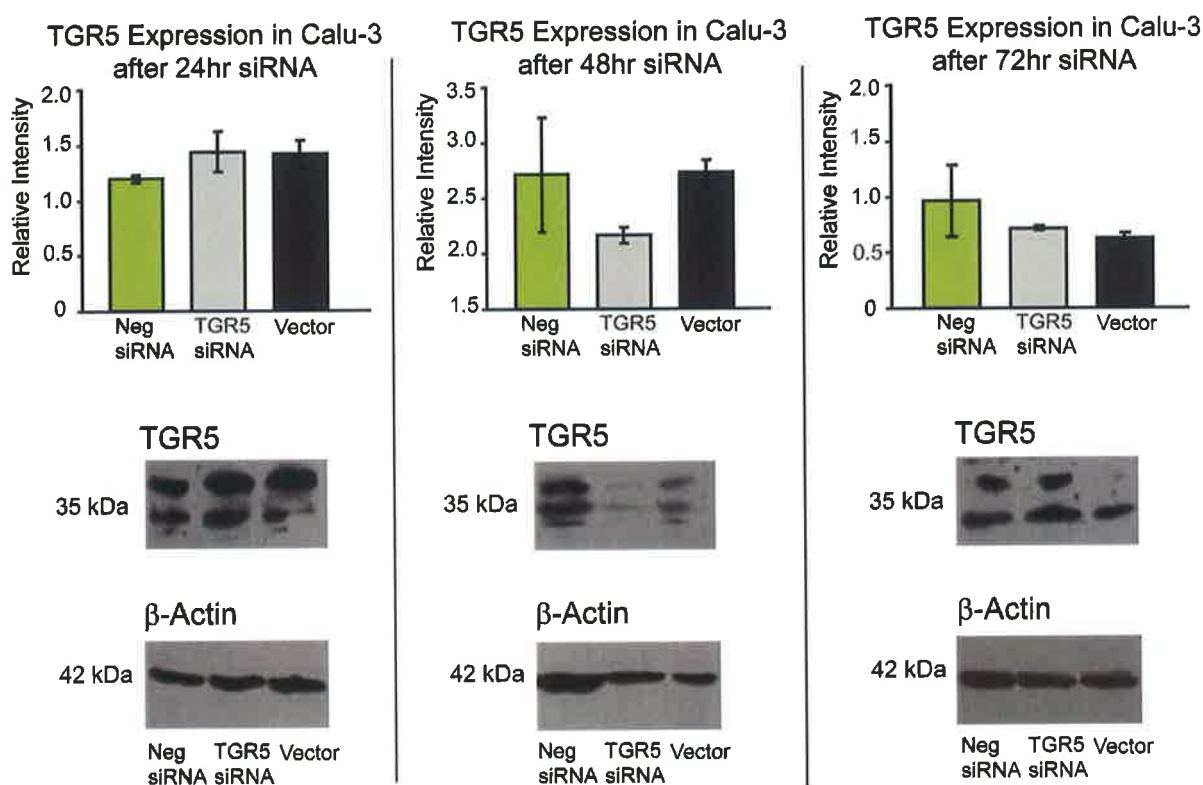 TGR5 Expression in Calu-3
after 24hr siRNA
Relative Intensity
2.0
1.5
1.0
0.5
0
Neg
siRNA
TGR5
siRNA
Vector
TGR5
35 kDa
β-Actin
42 kDa
Neg
siRNA
TGR5
siRNA
Vector
TGR5 Expression in Calu-3
after 48hr siRNA
Relative Intensity
3.5
3.0
2.5
2.0
1.5
Neg
siRNA
TGR5
siRNA
Vector
TGR5
35 kDa
β-Actin
42 kDa
Neg
siRNA
TGR5
siRNA
Vector
TGR5 Expression in Calu-3
after 72hr siRNA
Relative Intensity
2.0
1.5
1.0
0.5
0
Neg
siRNA
TGR5
siRNA
Vector
TGR5
35 kDa
β-Actin
42 kDa
Neg
siRNA
TGR5
siRNA
Vector